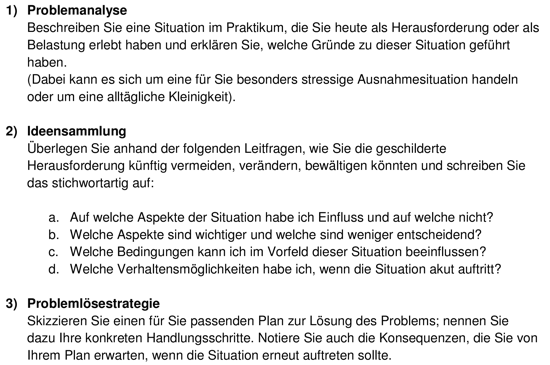 1) Problemanalyse
Beschreiben Sie eine Situation im Praktikum, die Sie heute als Herausforderung oder als
Belastung erlebt haben und erklären Sie, welche Gründe zu dieser Situation geführt
haben.
(Dabei kann es sich um eine für Sie besonders stressige Ausnahmesituation handeln
oder um eine alltägliche Kleinigkeit).
2) Ideensammlung
Überlegen Sie anhand der folgenden Leitfragen, wie Sie die geschilderte
Herausforderung künftig vermeiden, verändern, bewältigen könnten und schreiben Sie
das stichwortartig auf:
a. Auf welche Aspekte der Situation habe ich Einfluss und auf welche nicht?
b. Welche Aspekte sind wichtiger und welche sind weniger entscheidend?
c. Welche Bedingungen kann ich im Vorfeld dieser Situation beeinflussen?
d. Welche Verhaltensmöglichkeiten habe ich, wenn die Situation akut auftritt?
3) Problemlösestrategie
Skizzieren Sie einen für Sie passenden Plan zur Lösung des Problems; nennen Sie
dazu Ihre konkreten Handlungsschritte. Notiere Sie auch die Konsequenzen, die Sie von
Ihrem Plan erwarten, wenn die Situation erneut auftreten sollte.